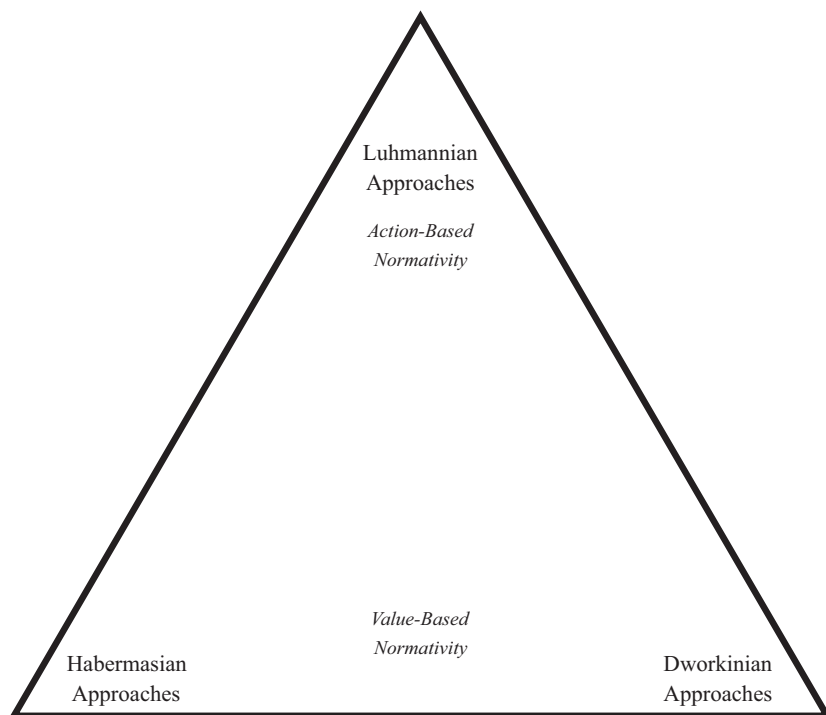 Luhmannian
Approaches
Action-Based
Normativity
Value-Based
Normativity
Habermasian
Approaches
Dworkinian
Approaches